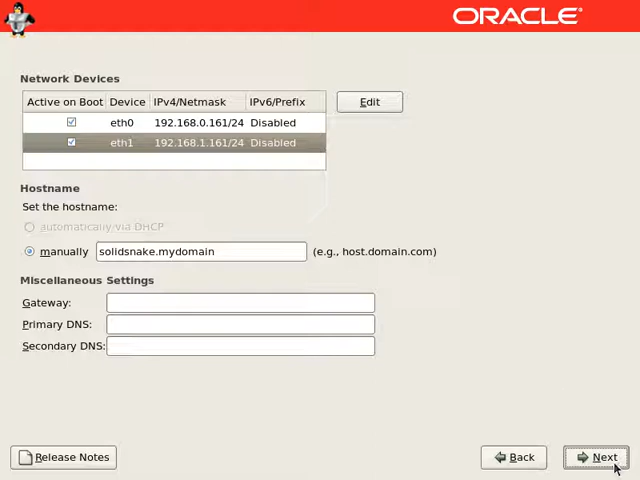 ORACLE®
Network Devices
Active on Boot Device IPv4/Netmask IPv6/Prefix
Edit
eth0 192.168.0.161/24 Disabled
eth1 192.168.1.161/24 Disabled
Hostname
Set the hostname:
automatically via DHCP
manually solidsnake.mydomain (e.g., host.domain.com)
Miscellaneous Settings
Gateway:
Primary DNS:
Secondary DNS:
Release Notes Back Next